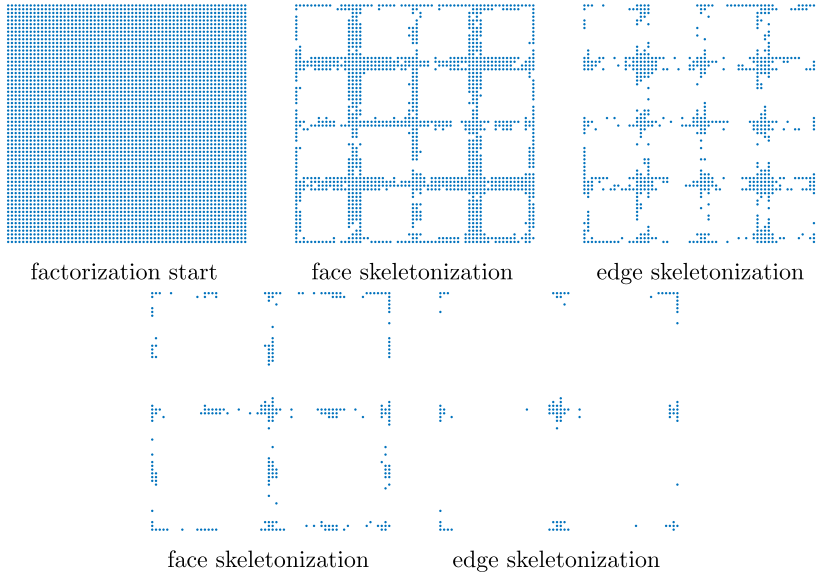 factorization start
face skeletonization
edge skeletonization
face skeletonization
edge skeletonization